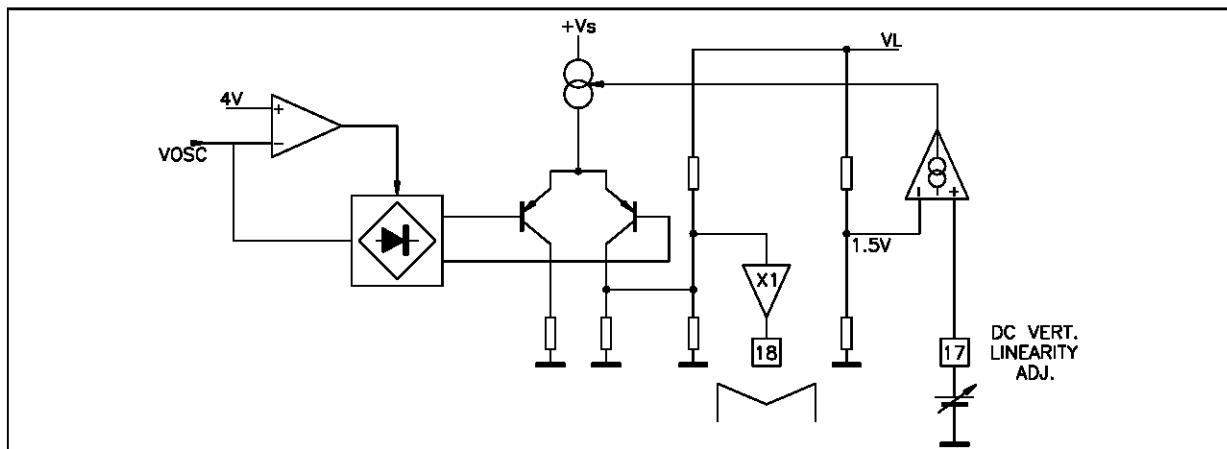 +Vs
VL
4V
+
−
VOSC
− +
1.5V
X1
18
17
DC VERT.
LINEARITY
ADJ.